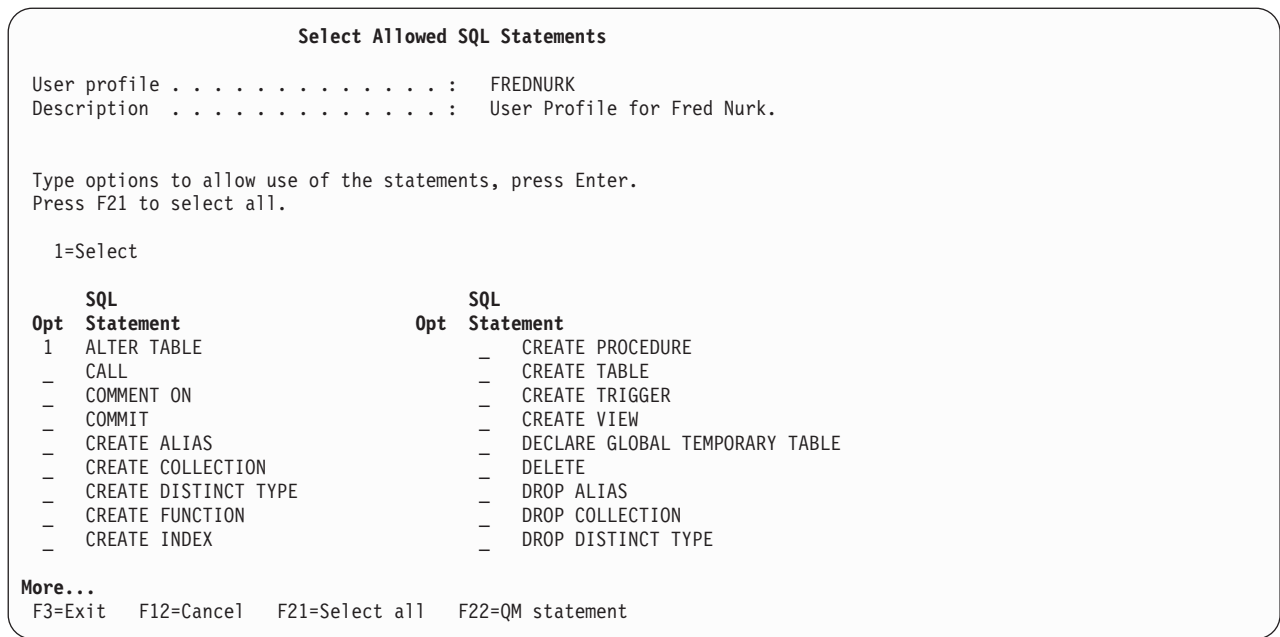 Select Allowed SQL Statements
User profile . . . . . . . . . . . . . : FREDNURK
Description . . . . . . . . . . . . . : User Profile for Fred Nurk.
Type options to allow use of the statements, press Enter.
Press F21 to select all.
1=Select
SQL SQL
Opt Statement Opt Statement
1 ALTER TABLE _ CREATE PROCEDURE
_ CALL _ CREATE TABLE
_ COMMENT ON _ CREATE TRIGGER
_ COMMIT _ CREATE VIEW
_ CREATE ALIAS _ DECLARE GLOBAL TEMPORARY TABLE
_ CREATE COLLECTION _ DELETE
_ CREATE DISTINCT TYPE _ DROP ALIAS
_ CREATE FUNCTION _ DROP COLLECTION
_ CREATE INDEX _ DROP DISTINCT TYPE
More...
F3=Exit F12=Cancel F21=Select all F22=QM statement